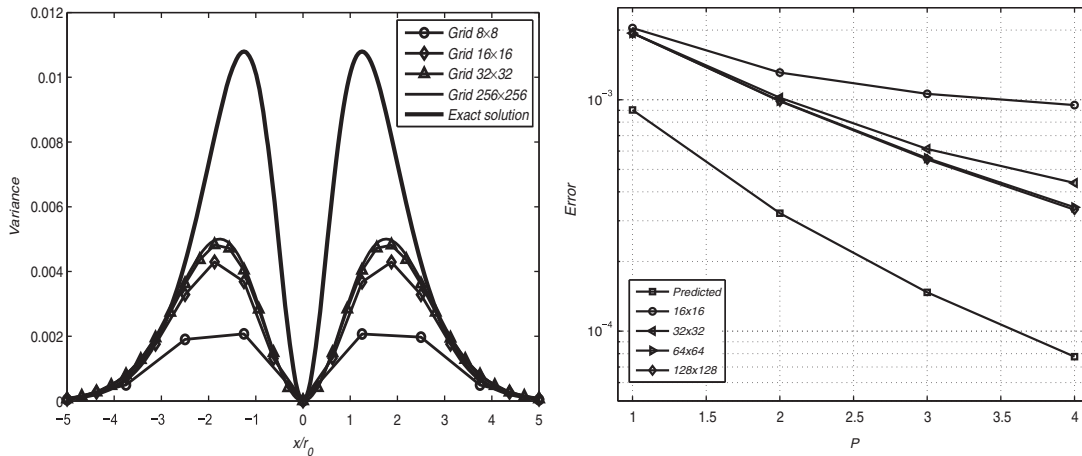 0.012
0.01
0.008
0.006
0.004
0.002
0
Variance
−5
−4
−3
−2
−1
0
1
2
3
4
5
x/r0
Grid 8×8
Grid 16×16
Grid 32×32
Grid 256×256
Exact solution
10−3
10−4
Error
1
1.5
2
2.5
3
3.5
4
P
Predicted
16x16
32x32
64x64
128x128